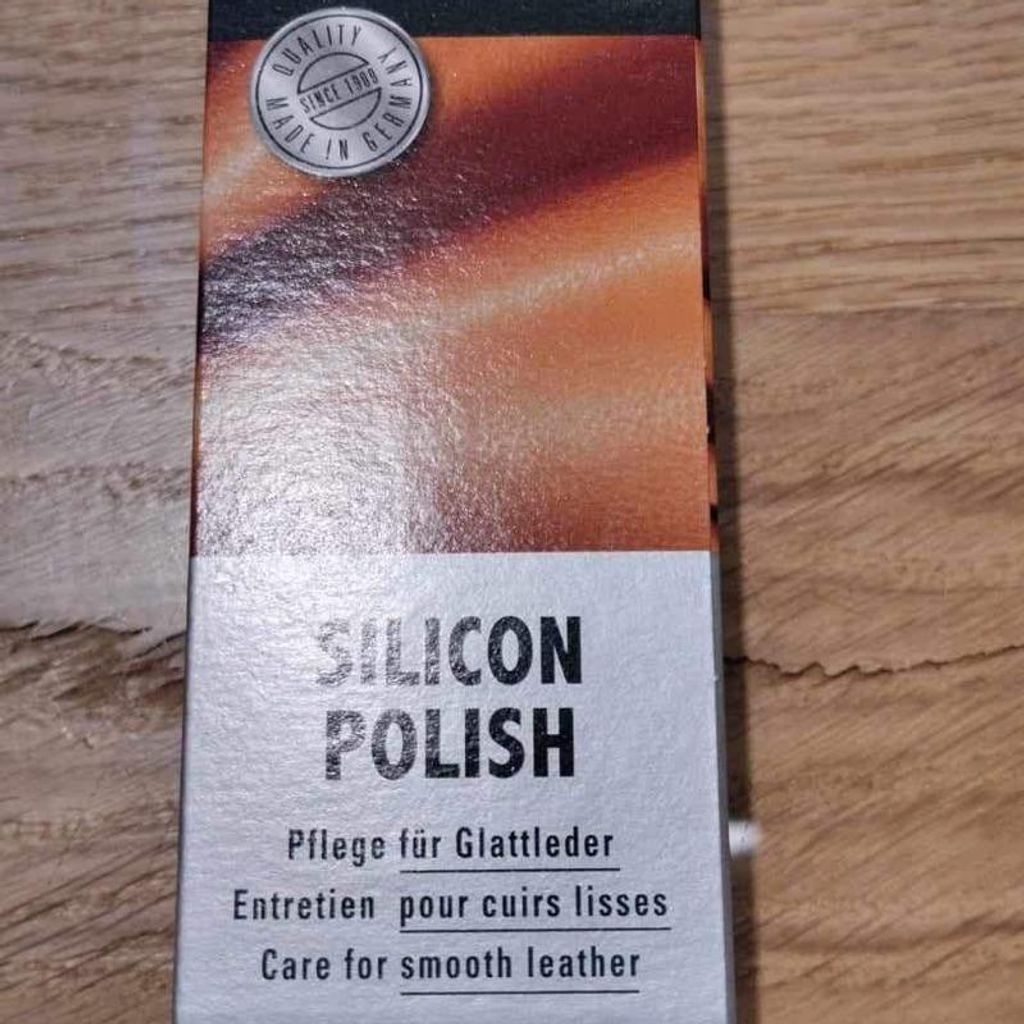 QUALITY
SINCE 1909
MADE IN GERMANY
SILICON
POLISH
Pflege für Glattleder
Entretien pour cuirs lisses
Care for smooth leather